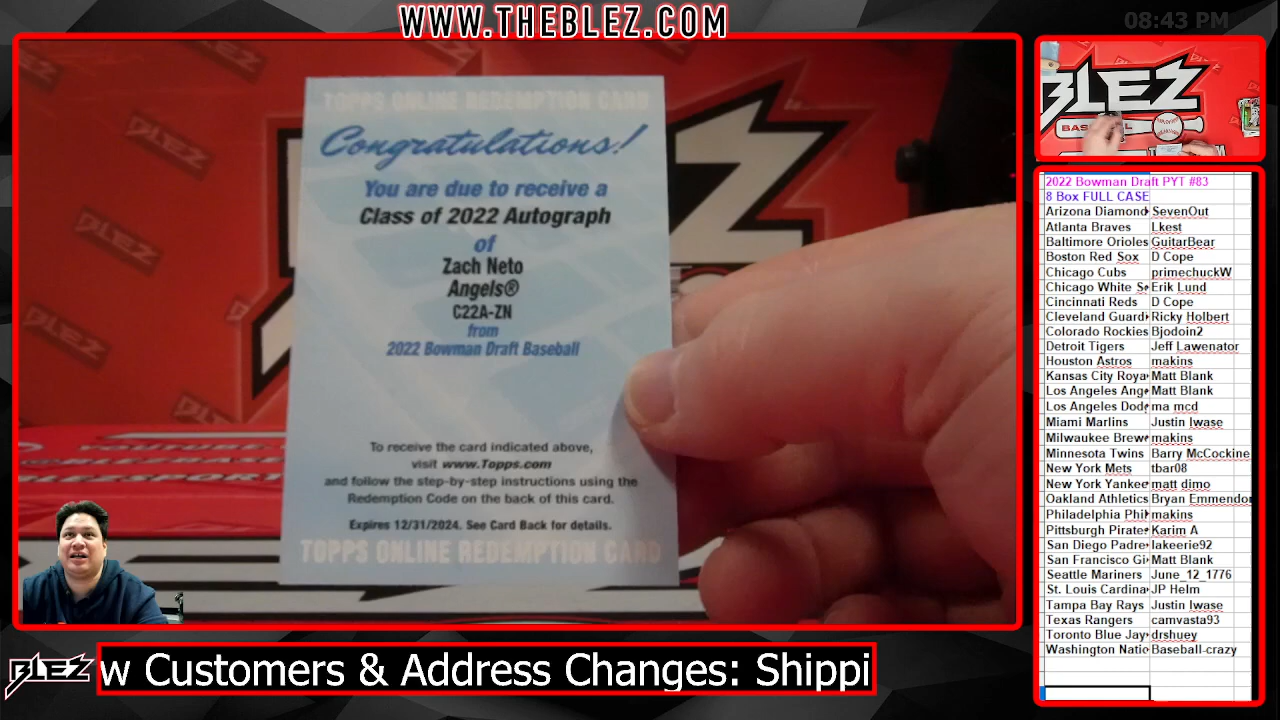 WWW.THEBLEZ.COM
08:43 PM
TOPPS ONLINE REDEMPTION CARD
Congratulations!
You are due to receive a
Class of 2022 Autograph
of
Zach Neto
Angels®
C22A-ZN
from
2022 Bowman Draft Baseball
To receive the card indicated above,
visit www.Topps.com
and follow the step-by-step instructions using the
Redemption Code on the back of this card.
Expires 12/31/2024. See Card Back for details.
TOPPS ONLINE REDEMPTION CARD
BLEZ
BLEZ
2022 Bowman Draft PYT #83
8 Box FULL CASE
Arizona Diamond SevenOut
Atlanta Braves Lkest
Baltimore Orioles GuitarBear
Boston Red Sox D Cope
Chicago Cubs primechuckW
Chicago White S Erik Lund
Cincinnati Reds D Cope
Cleveland Guard Ricky Holbert
Colorado Rockies Bjodoin2
Detroit Tigers Jeff Lawenator
Houston Astros makins
Kansas City Roya Matt Blank
Los Angeles Ang Matt Blank
Los Angeles Dod ma mcd
Miami Marlins Justin Iwase
Milwaukee Brew makins
Minnesota Twins Barry McCockine
New York Mets tbar08
New York Yankee matt dimo
Oakland Athletics Bryan Emmendor
Philadelphia Phi makins
Pittsburgh Pirate Karim A
San Diego Padre lakeerie92
San Francisco Gi Matt Blank
Seattle Mariners June_12_1776
St. Louis Cardina JP Helm
Tampa Bay Rays Justin Iwase
Texas Rangers camvasta93
Toronto Blue Jay drshuey
Washington Natio Baseball-crazy
BLEZ
w Customers & Address Changes: Shippi